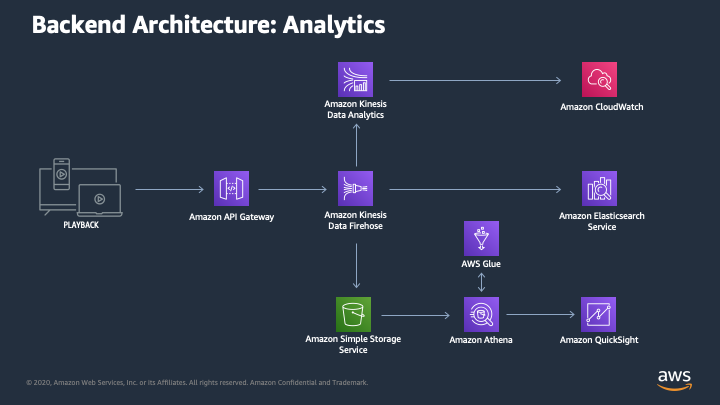 Backend Architecture: Analytics
Amazon Kinesis
Data Analytics
Amazon CloudWatch
PLAYBACK
Amazon API Gateway
Amazon Kinesis
Data Firehose
Amazon Elasticsearch
Service
AWS Glue
Amazon Simple Storage
Service
Amazon Athena
Amazon QuickSight
© 2020, Amazon Web Services, Inc. or its Affiliates. All rights reserved. Amazon Confidential and Trademark.
aws